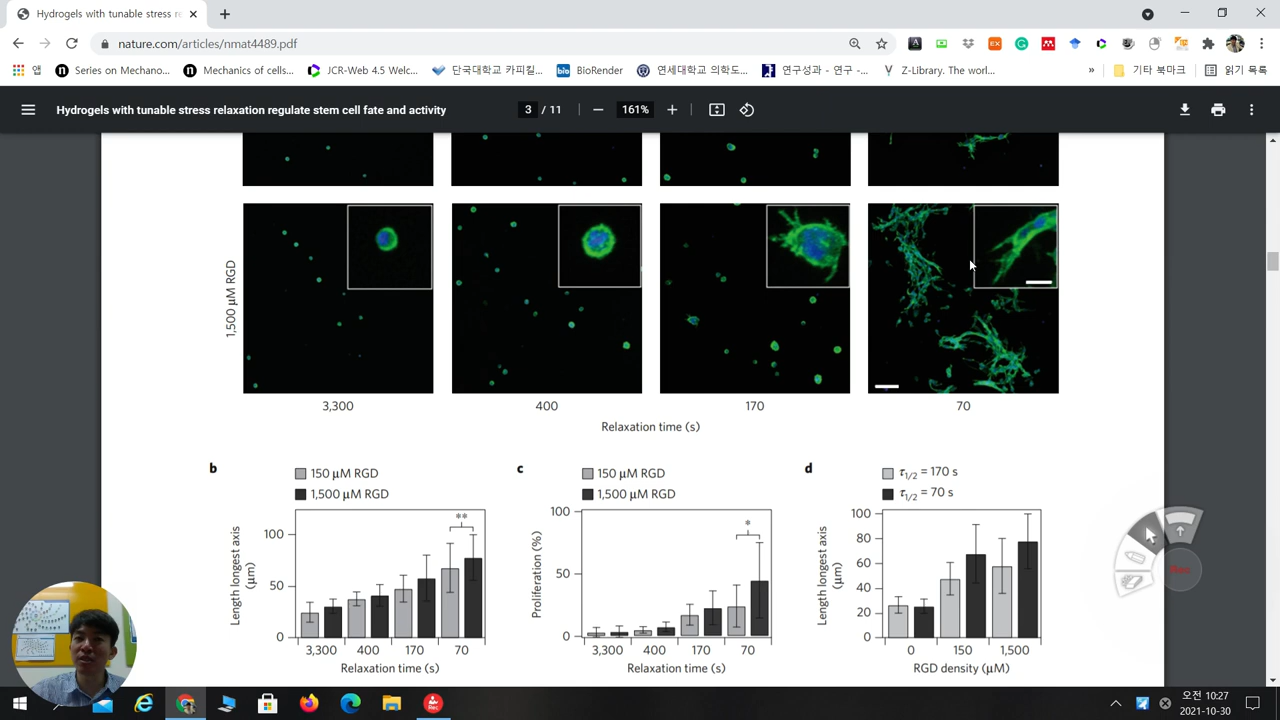 Hydrogels with tunable stress re
nature.com/articles/nmat4489.pdf
앱
Series on Mechano...
Mechanics of cells...
JCR-Web 4.5 Welc...
단국대학교 카피킬...
bio BioRender
연세대학교 의학도...
연구성과 - 연구 -...
Z-Library. The worl...
»
기타 북마크
읽기 목록
Hydrogels with tunable stress relaxation regulate stem cell fate and activity
3 / 11
161%
1,500 μM RGD
3,300
400
170
70
Relaxation time (s)
b
150 μM RGD
1,500 μM RGD
**
100
50
0
Length longest axis
(μm)
3,300
400
170
70
Relaxation time (s)
c
150 μM RGD
1,500 μM RGD
*
100
50
0
Proliferation (%)
3,300
400
170
70
Relaxation time (s)
d
τ1/2 = 170 s
τ1/2 = 70 s
100
80
60
40
20
0
Length longest axis
(μm)
0
150
1,500
RGD density (μM)
Rec
오전 10:27
2021-10-30